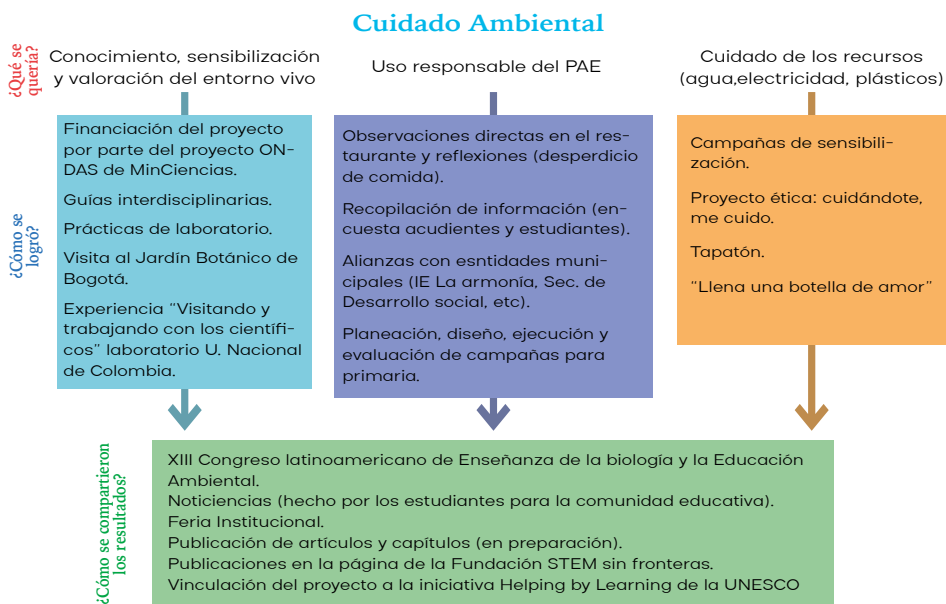 Cuidado Ambiental
¿Qué se
quería?
Conocimiento, sensibilización
y valoración del entorno vivo
Uso responsable del PAE
Cuidado de los recursos
(agua,electricidad, plásticos)
¿Cómo se
logró?
Financiación del proyecto
por parte del proyecto ON-
DAS de MinCiencias.
Guías interdisciplinarias.
Prácticas de laboratorio.
Visita al Jardín Botánico de
Bogotá.
Experiencia “Visitando y
trabajando con los científi-
cos” laboratorio U. Nacional
de Colombia.
Observaciones directas en el res-
taurante y reflexiones (desperdicio
de comida).
Recopilación de información (en-
cuesta acudientes y estudiantes).
Alianzas con esntidades muni-
cipales (IE La armonía, Sec. de
Desarrollo social, etc).
Planeación, diseño, ejecución y
evaluación de campañas para
primaria.
Campañas de sensibili-
zación.
Proyecto ética: cuidándote,
me cuido.
Tapatón.
“Llena una botella de amor”
¿Cómo se compartieron
los resultados?
XIII Congreso latinoamericano de Enseñanza de la biología y la Educación
Ambiental.
Noticiencias (hecho por los estudiantes para la comunidad educativa).
Feria Institucional.
Publicación de artículos y capítulos (en preparación).
Publicaciones en la página de la Fundación STEM sin fronteras.
Vinculación del proyecto a la iniciativa Helping by Learning de la UNESCO